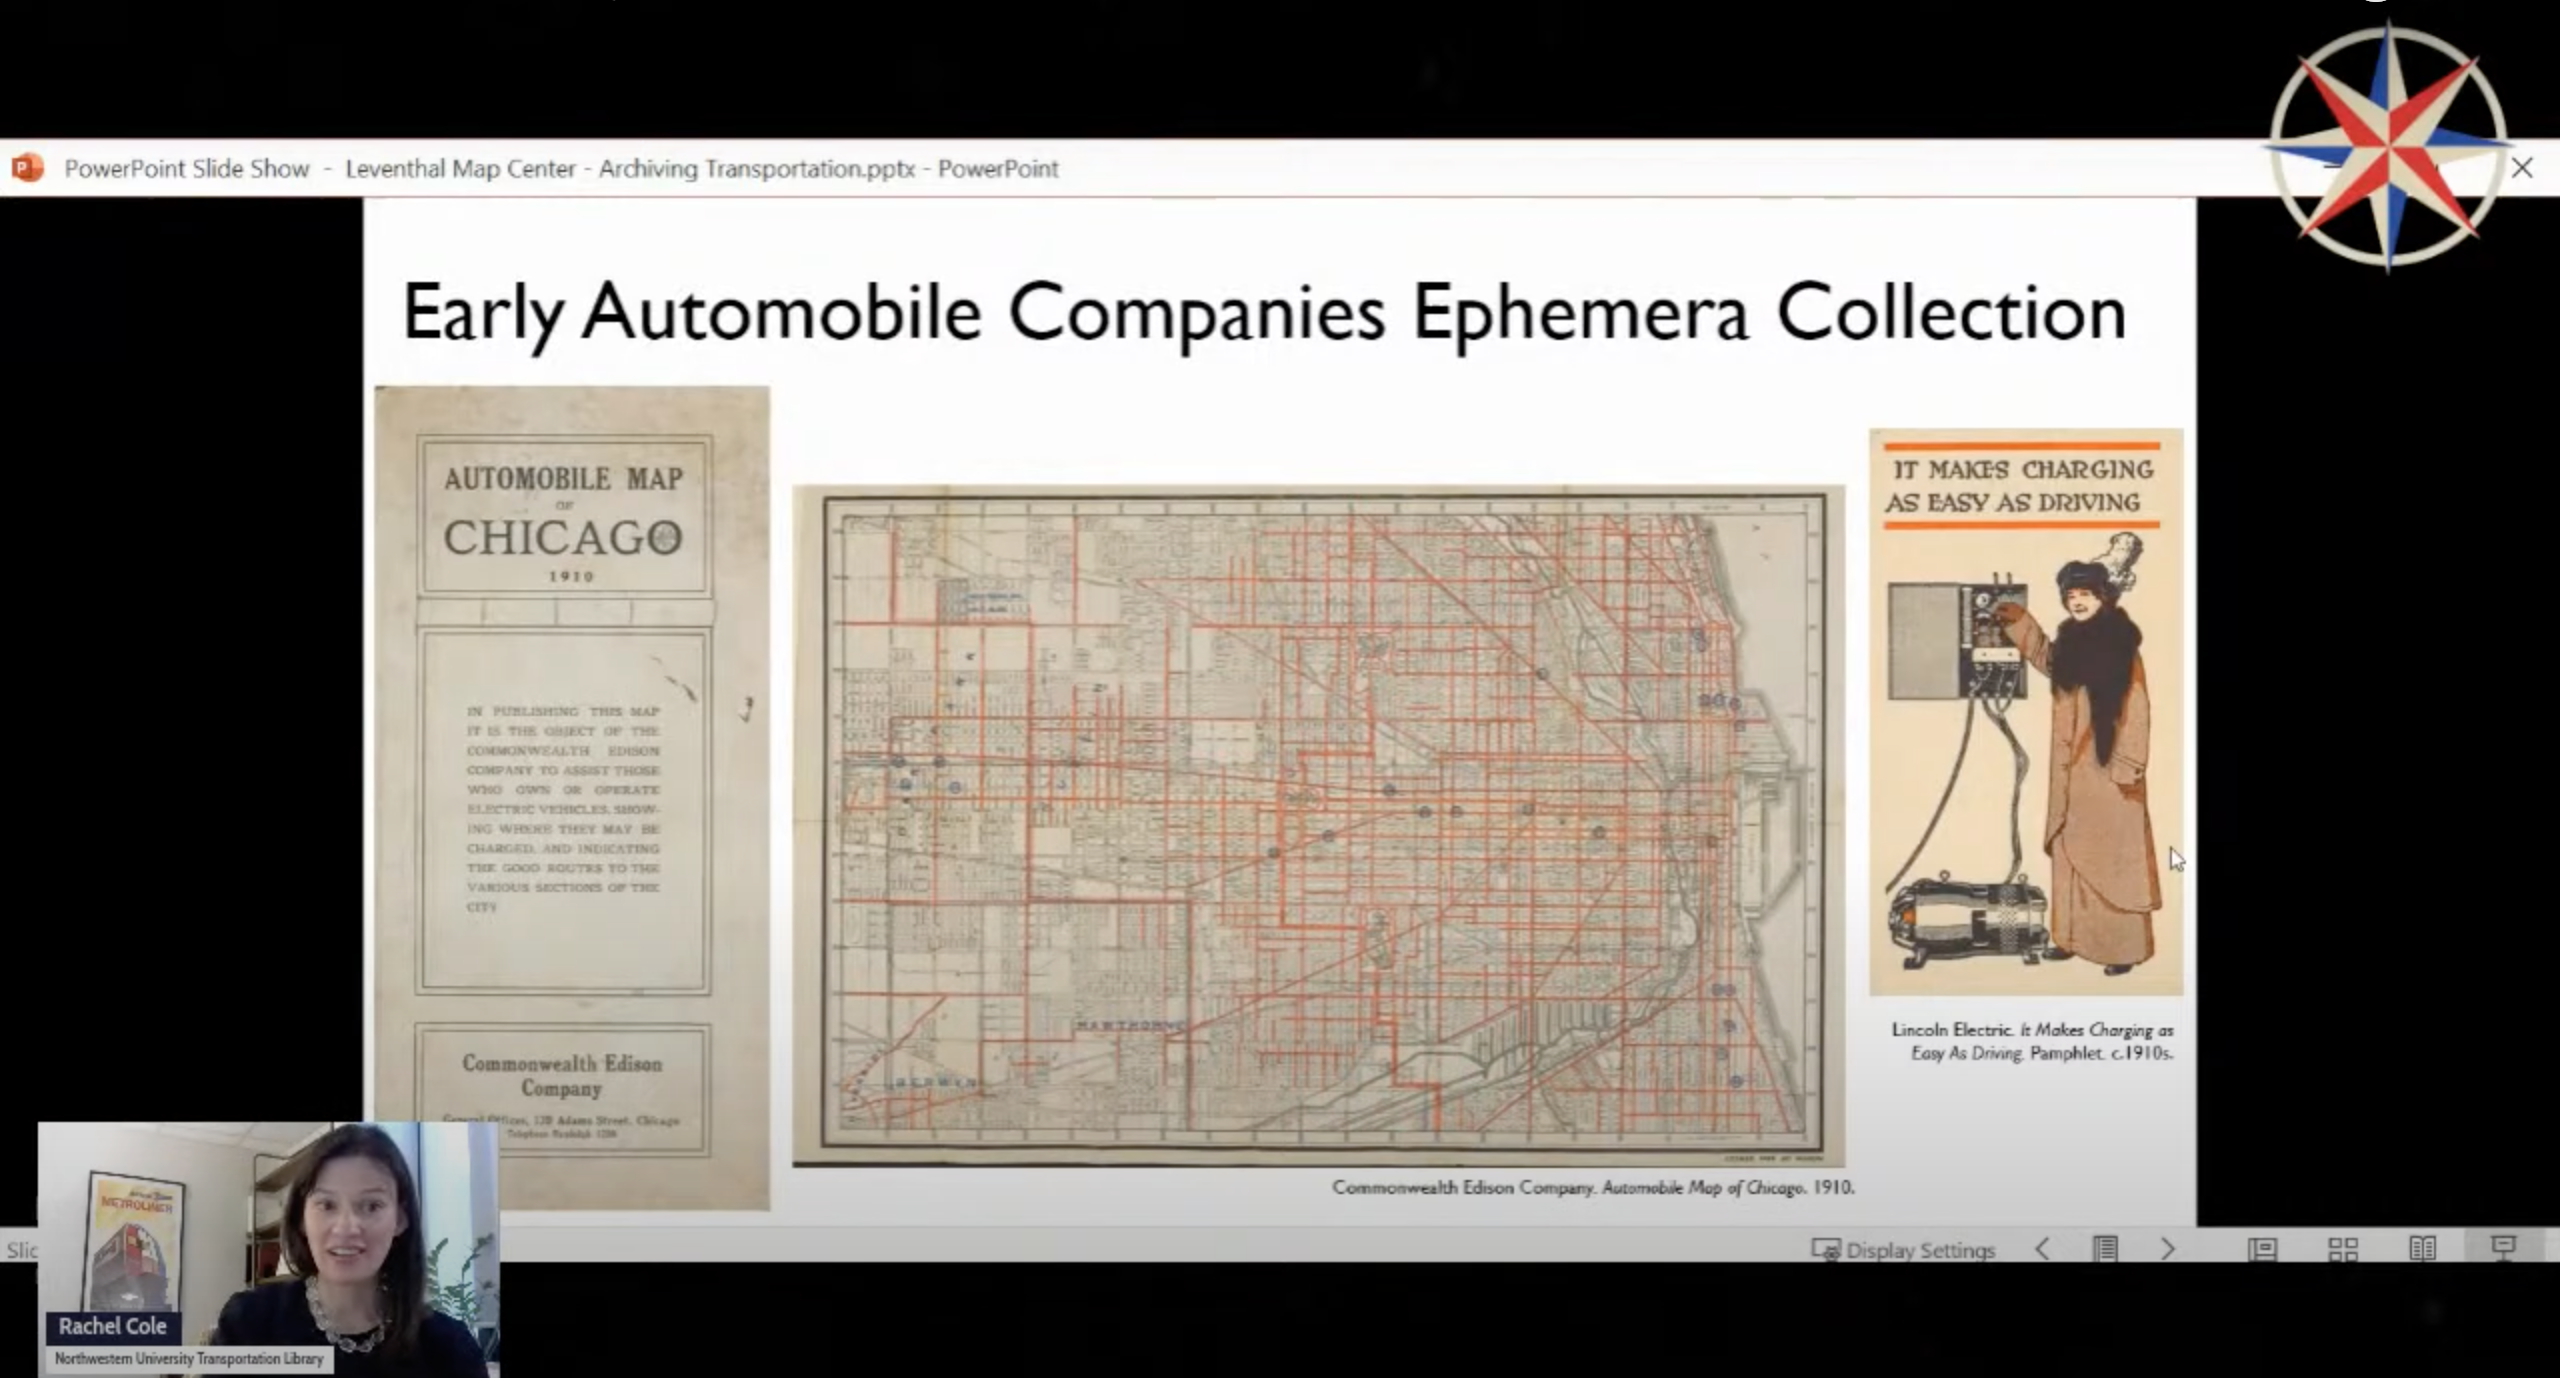 PowerPoint Slide Show - Leventhal Map Center - Archiving Transportation.pptx - PowerPoint
Early Automobile Companies Ephemera Collection
AUTOMOBILE MAP
OF
CHICAGO
1910
IN PUBLISHING THIS MAP
IT IS THE OBJECT OF THE
COMMONWEALTH EDISON
COMPANY TO ASSIST THOSE
WHO OWN OR OPERATE
ELECTRIC VEHICLES, SHOW-
ING WHERE THEY MAY BE
CHARGED, AND INDICATING
THE GOOD ROUTES TO THE
VARIOUS SECTIONS OF THE
CITY
Commonwealth Edison
Company
General Offices, 139 Adams Street, Chicago
HAWTHORNE
BERWYN
Commonwealth Edison Company. Automobile Map of Chicago. 1910.
IT MAKES CHARGING
AS EASY AS DRIVING
Lincoln Electric. It Makes Charging as
Easy As Driving. Pamphlet. c.1910s.
METROLINER
Rachel Cole
Northwestern University Transportation Library
Slic
Display Settings